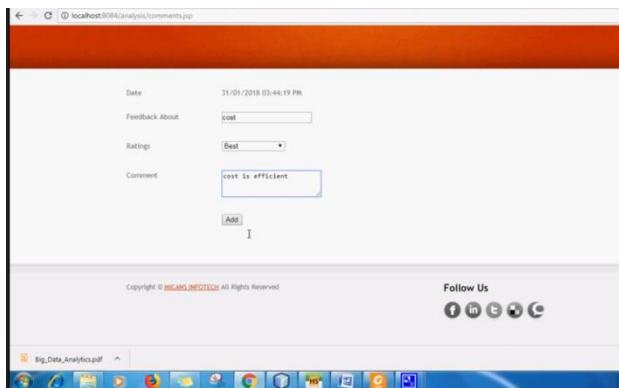 localhost:8084/analysis/comments.jsp
Date 31/01/2018 03:44:19 PM
Feedback About cost
Ratings Best
Comment cost is efficient
Add
Copyright © MICANS INFOTECH All Rights Reserved
Follow Us
Big_Data_Analytics.pdf